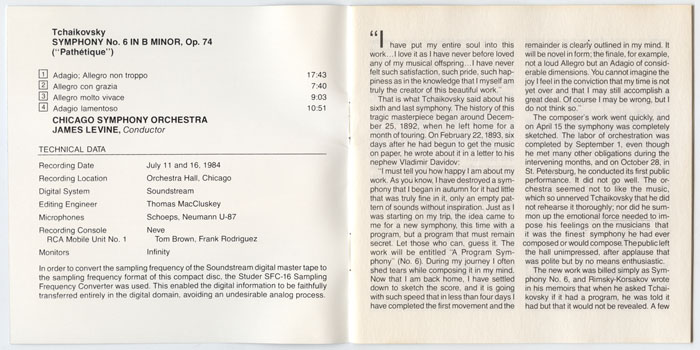 Tchaikovsky
SYMPHONY No. 6 IN B MINOR, Op. 74
("Pathétique")
1 Adagio; Allegro non troppo 17:43
2 Allegro con grazia 7:40
3 Allegro molto vivace 9:03
4 Adagio lamentoso 10:51
CHICAGO SYMPHONY ORCHESTRA
JAMES LEVINE, Conductor
TECHNICAL DATA
Recording Date July 11 and 16, 1984
Recording Location Orchestra Hall, Chicago
Digital System Soundstream
Editing Engineer Thomas MacCluskey
Microphones Schoeps, Neumann U-87
Recording Console Neve
RCA Mobile Unit No. 1 Tom Brown, Frank Rodriguez
Monitors Infinity
In order to convert the sampling frequency of the Soundstream digital master tape to
the sampling frequency format of this compact disc, the Studer SFC-16 Sampling
Frequency Converter was used. This enabled the digital information to be faithfully
transferred entirely in the digital domain, avoiding an undesirable analog process.
"I have put my entire soul into this
work...I love it as I have never before loved
any of my musical offspring...I have never
felt such satisfaction, such pride, such hap-
piness as in the knowledge that I myself am
truly the creator of this beautiful work."
That is what Tchaikovsky said about his
sixth and last symphony. The history of this
tragic masterpiece began around Decem-
ber 25, 1892, when he left for home for a
month of touring. On February 22, 1893, six
days after he had begun to get the music
on paper, he wrote about it in a letter to his
nephew Vladimir Davidov:
"I must tell you how happy I am about my
work. As you know, I have destroyed a sym-
phony that I began in autumn for it had little
that was truly fine in it, only an empty pat-
tern of sounds without inspiration. Just as I
was starting on my trip, the idea came to
me for a new symphony, this time with a
program, but a program that must remain
secret. Let those who can, guess it. The
work will be entitled "A Program Sym-
phony" (No. 6). During my journey I often
shed tears while composing it in my mind.
Now that I am back home, I have settled
down to sketch the score, and it is going
with such speed that in less than four days I
have completed the first movement and the
remainder is clearly outlined in my mind. It
will be novel in form; the finale, for example,
not a loud Allegro but an Adagio of consid-
erable dimensions. You cannot imagine the
joy I feel in the conviction that my time is not
yet over and that I may still accomplish a
great deal. Of course I may be wrong, but I
do not think so."
The composer's work went quickly, and
on April 15 the symphony was completely
sketched. The labor of orchestration was
completed by September 1, even though
he met many other obligations during the
intervening months, and on October 28, in
St. Petersburg, he conducted its first public
performance. It did not go well. The or-
chestra seemed not to like the music,
which so unnerved Tchaikovsky that he did
not rehearse it thoroughly; nor did he sum-
mon up the emotional force needed to im-
pose his feelings on the musicians that
it was the finest symphony he had ever
composed or would compose. The public left
the hall unimpressed, after applause that
was polite but by no means enthusiastic.
The new work was billed simply as Sym-
phony No. 6, and Rimsky-Korsakov wrote
in his memoirs that when he asked Tchai-
kovsky if it had a program, he was told it
had but that it would not be revealed. A few